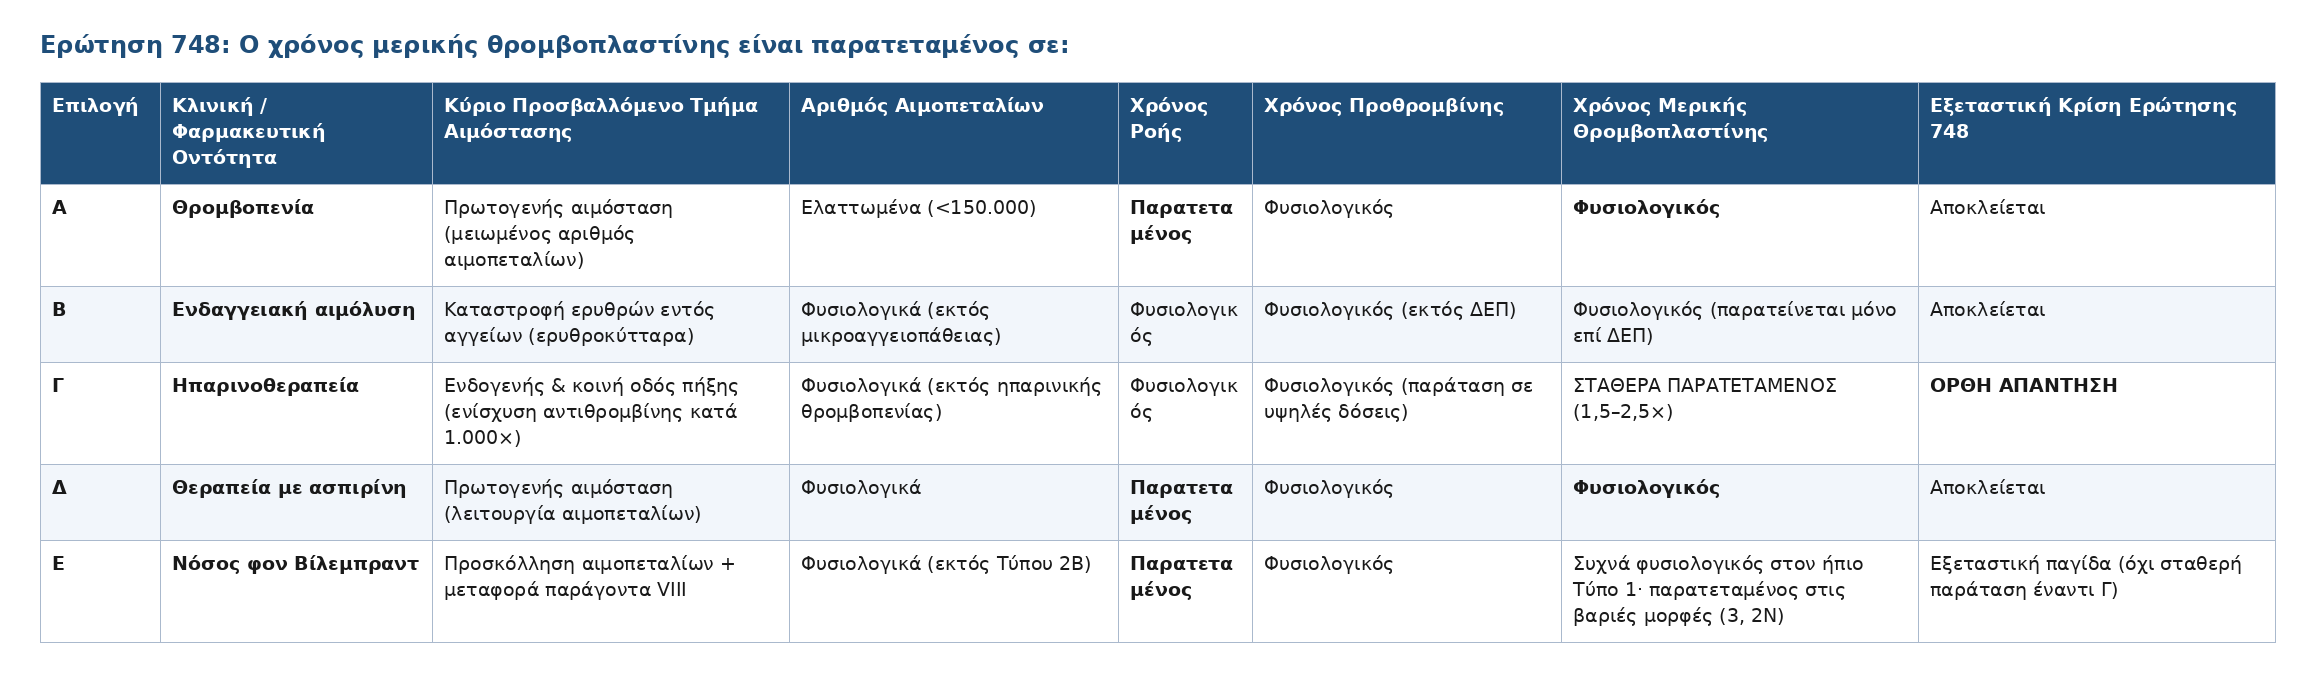 Ερώτηση 748: Ο χρόνος μερικής θρομβοπλαστίνης είναι παρατεταμένος σε:
Επιλογή
Κλινική /
Φαρμακευτική
Οντότητα
Κύριο Προσβαλλόμενο Τμήμα
Αιμόστασης
Αριθμός Αιμοπεταλίων
Χρόνος
Ροής
Χρόνος Προθρομβίνης
Χρόνος Μερικής
Θρομβοπλαστίνης
Εξεταστική Κρίση Ερώτησης
748
Α
Θρομβοπενία
Πρωτογενής αιμόσταση
(μειωμένος αριθμός
αιμοπεταλίων)
Ελαττωμένα (<150.000)
Παρατετα
μένος
Φυσιολογικός
Φυσιολογικός
Αποκλείεται
Β
Ενδαγγειακή αιμόλυση
Καταστροφή ερυθρών εντός
αγγείων (ερυθροκύτταρα)
Φυσιολογικά (εκτός
μικροαγγειοπάθειας)
Φυσιολογικ
ός
Φυσιολογικός (εκτός ΔΕΠ)
Φυσιολογικός (παρατείνεται μόνο
επί ΔΕΠ)
Αποκλείεται
Γ
Ηπαρινοθεραπεία
Ενδογενής & κοινή οδός πήξης
(ενίσχυση αντιθρομβίνης κατά
1.000×)
Φυσιολογικά (εκτός ηπαρινικής
θρομβοπενίας)
Φυσιολογικ
ός
Φυσιολογικός (παράταση σε
υψηλές δόσεις)
ΣΤΑΘΕΡΑ ΠΑΡΑΤΕΤΑΜΕΝΟΣ
(1,5–2,5×)
ΟΡΘΗ ΑΠΑΝΤΗΣΗ
Δ
Θεραπεία με ασπιρίνη
Πρωτογενής αιμόσταση
(λειτουργία αιμοπεταλίων)
Φυσιολογικά
Παρατετα
μένος
Φυσιολογικός
Φυσιολογικός
Αποκλείεται
Ε
Νόσος φον Βίλεμπραντ
Προσκόλληση αιμοπεταλίων +
μεταφορά παράγοντα VIII
Φυσιολογικά (εκτός Τύπου 2Β)
Παρατετα
μένος
Φυσιολογικός
Συχνά φυσιολογικός στον ήπιο
Τύπο 1· παρατεταμένος στις
βαριές μορφές (3, 2Ν)
Εξεταστική παγίδα (όχι σταθερή
παράταση έναντι Γ)